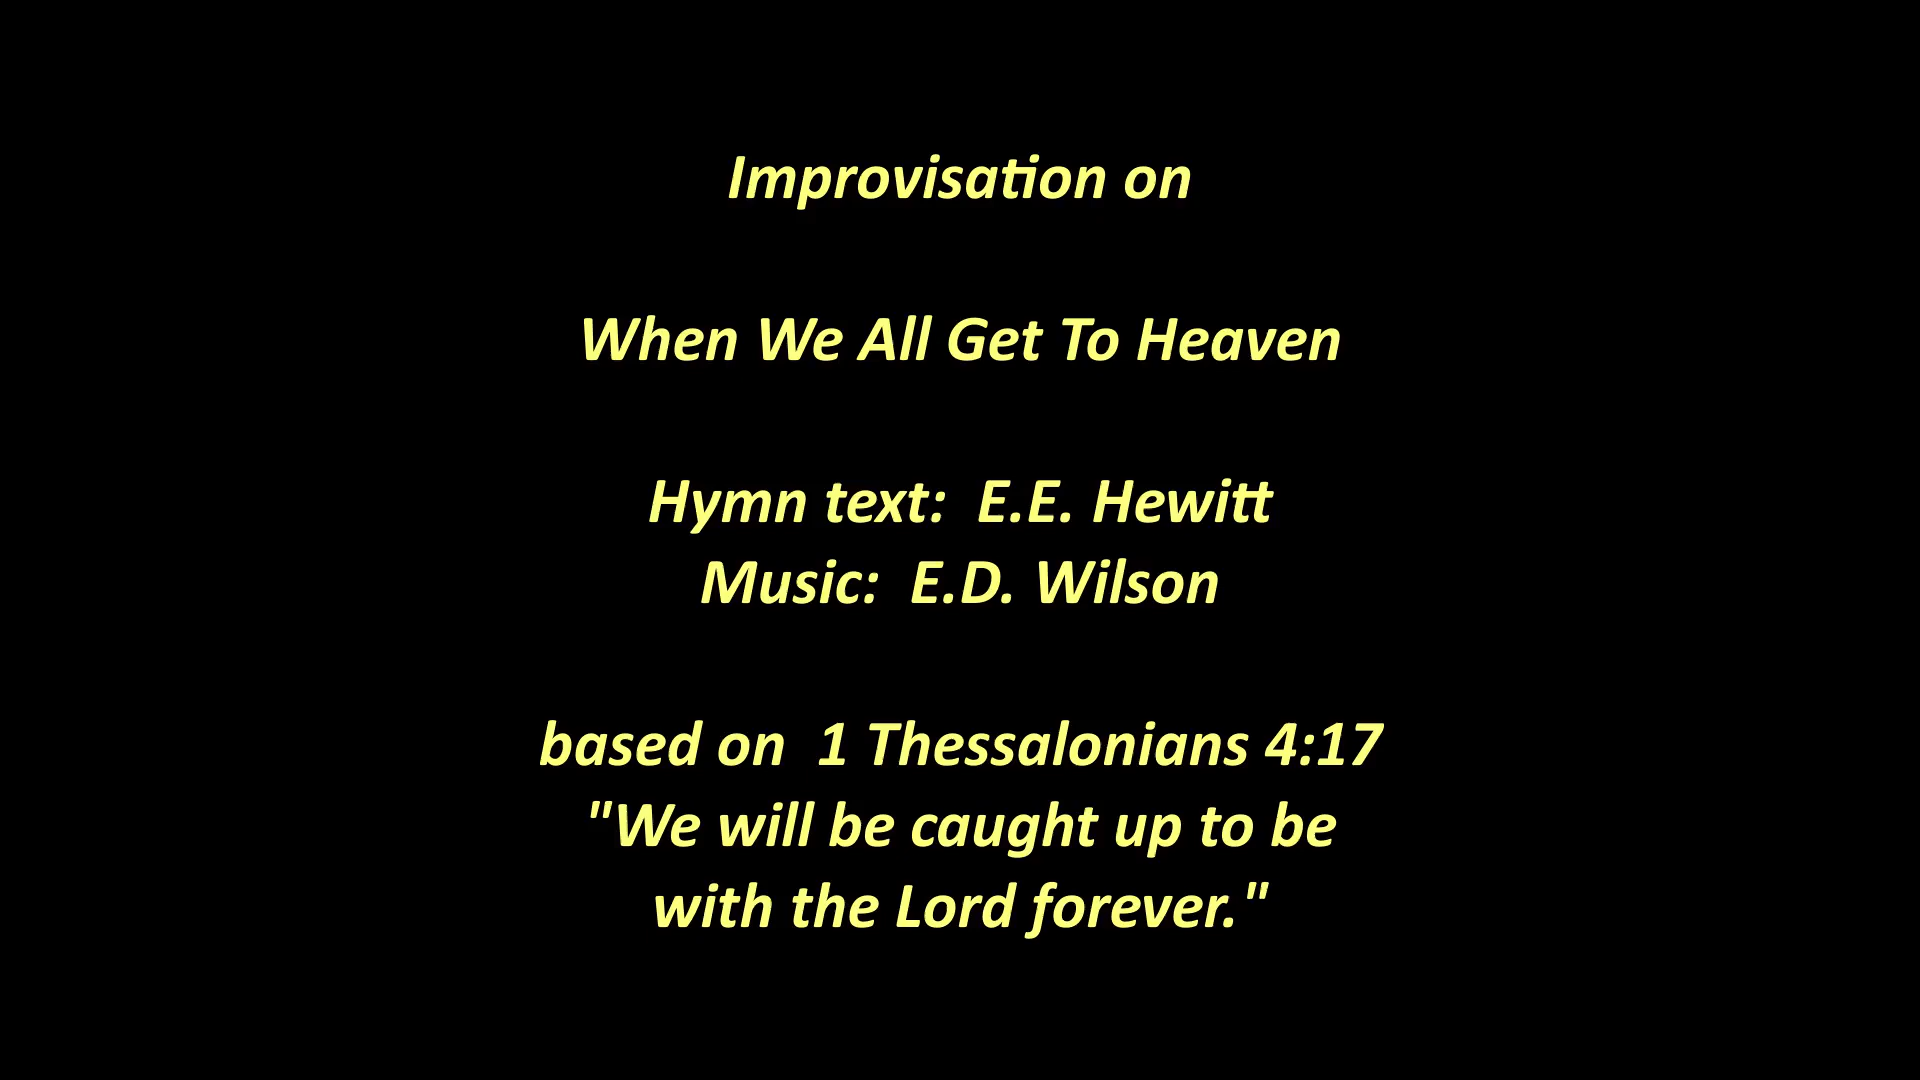 Improvisation on
When We All Get To Heaven
Hymn text:  E.E. Hewitt
Music:  E.D. Wilson
based on  1 Thessalonians 4:17
"We will be caught up to be
with the Lord forever."